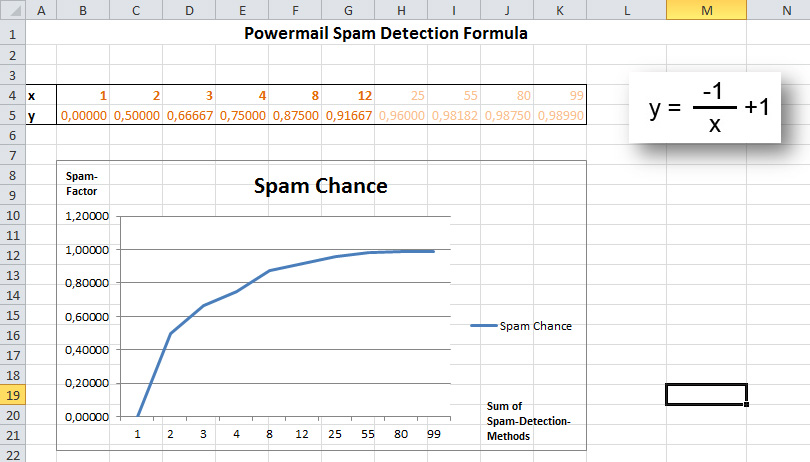 A B C D E F G H I J K L M N
1 Powermail Spam Detection Formula
2
3
4 x 1 2 3 4 8 12 25 55 80 99
5 y 0,00000 0,50000 0,66667 0,75000 0,87500 0,91667 0,96000 0,98182 0,98750 0,98990
y = -1/x +1
6
7
8 Spam-
9 Factor
Spam Chance
10 1,20000
11
12 1,00000
13 0,80000
14
15 0,60000
16 Spam Chance
17 0,40000
18
19 0,20000
20 0,00000
21 1 2 3 4 8 12 25 55 80 99
22
Sum of
Spam-Detection-
Methods